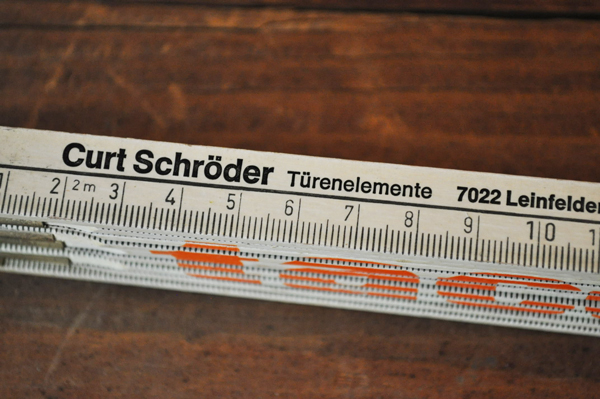 Curt Schröder Türenelemente 7022 Leinfelden
2 2m 3 4 5 6 7 8 9 10